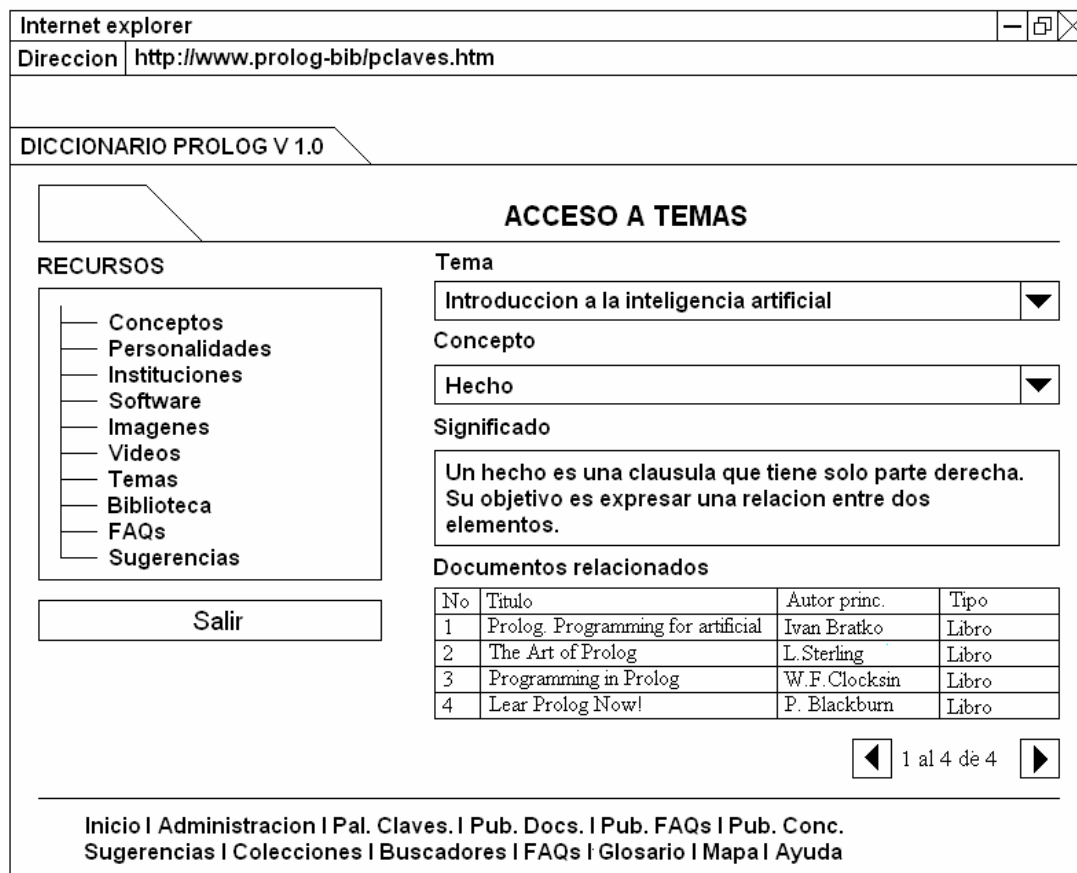 Internet explorer
Direccion http://www.prolog-bib/pclaves.htm
DICCIONARIO PROLOG V 1.0
ACCESO A TEMAS
RECURSOS
Conceptos
Personalidades
Instituciones
Software
Imagenes
Videos
Temas
Biblioteca
FAQs
Sugerencias
Salir
Tema
Introduccion a la inteligencia artificial
Concepto
Hecho
Significado
Un hecho es una clausula que tiene solo parte derecha.
Su objetivo es expresar una relacion entre dos
elementos.
Documentos relacionados
No Titulo Autor princ. Tipo
1 Prolog. Programming for artificial Ivan Bratko Libro
2 The Art of Prolog L.Sterling Libro
3 Programming in Prolog W.F.Clocksin Libro
4 Lear Prolog Now! P. Blackburn Libro
1 al 4 de 4
Inicio I Administracion I Pal. Claves. I Pub. Docs. I Pub. FAQs I Pub. Conc.
Sugerencias I Colecciones I Buscadores I FAQs I Glosario I Mapa I Ayuda